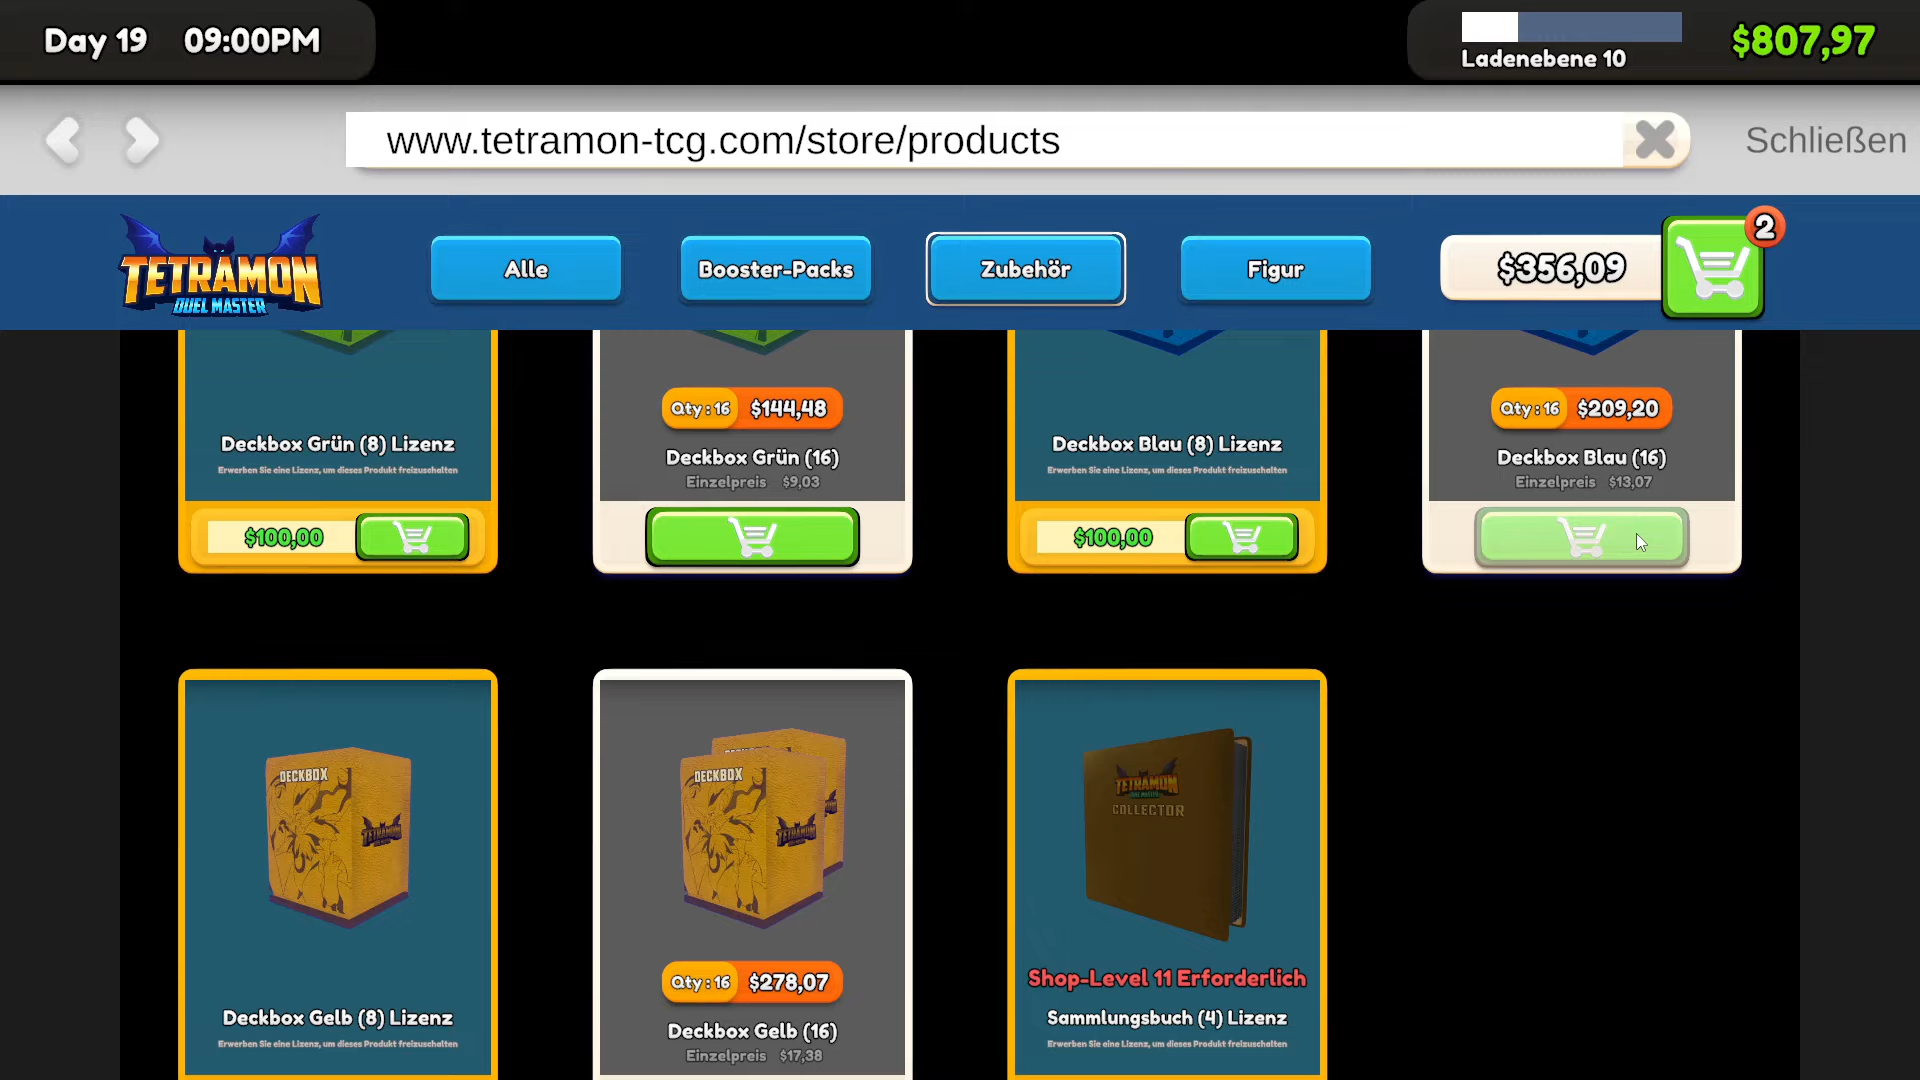 Day 19 09:00PM
Ladenebene 10
$807,97
www.tetramon-tcg.com/store/products
Schließen
TETRAMON
DUEL MASTER
Alle
Booster-Packs
Zubehör
Figur
$356,09
2
Deckbox Grün (8) Lizenz
Erwerben Sie eine Lizenz, um dieses Produkt freizuschalten
$100,00
Qty : 16 $144,48
Deckbox Grün (16)
Einzelpreis $9,03
Deckbox Blau (8) Lizenz
Erwerben Sie eine Lizenz, um dieses Produkt freizuschalten
$100,00
Qty : 16 $209,20
Deckbox Blau (16)
Einzelpreis $13,07
DECKBOX
TETRAMON
Deckbox Gelb (8) Lizenz
Erwerben Sie eine Lizenz, um dieses Produkt freizuschalten
DECKBOX
TETRAMON
Qty : 16 $278,07
Deckbox Gelb (16)
Einzelpreis $17,38
TETRAMON
COLLECTOR
Shop-Level 11 Erforderlich
Sammlungsbuch (4) Lizenz
Erwerben Sie eine Lizenz, um dieses Produkt freizuschalten